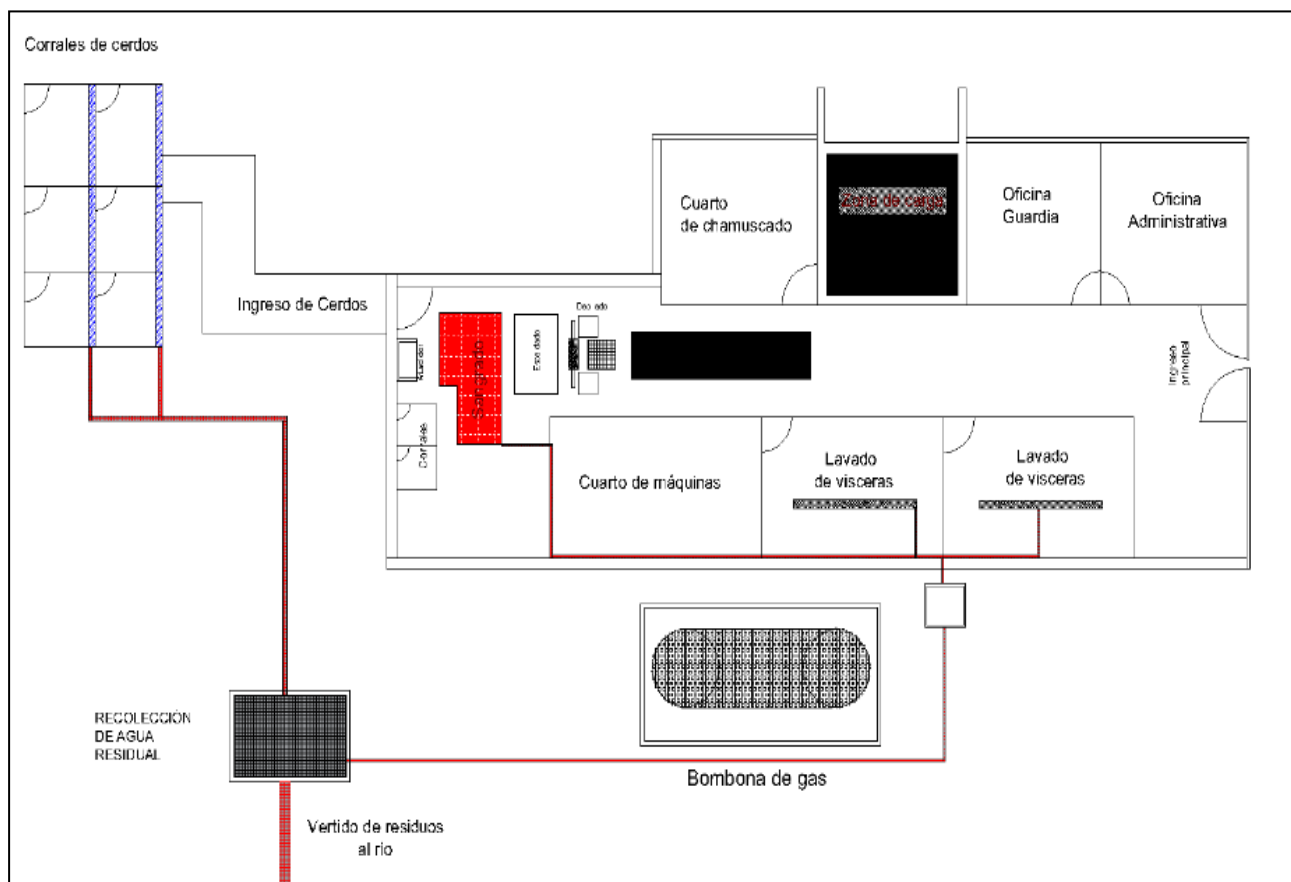 Corrales de cerdos
Cuarto
de chamuscado
Zona de carga
Oficina
Guardia
Oficina
Administrativa
Ingreso de Cerdos
Sangrado
Corrales
Ingreso
principal
Cuarto de máquinas
Lavado
de visceras
Lavado
de visceras
RECOLECCIÓN
DE AGUA
RESIDUAL
Bombona de gas
Vertido de residuos
al rio